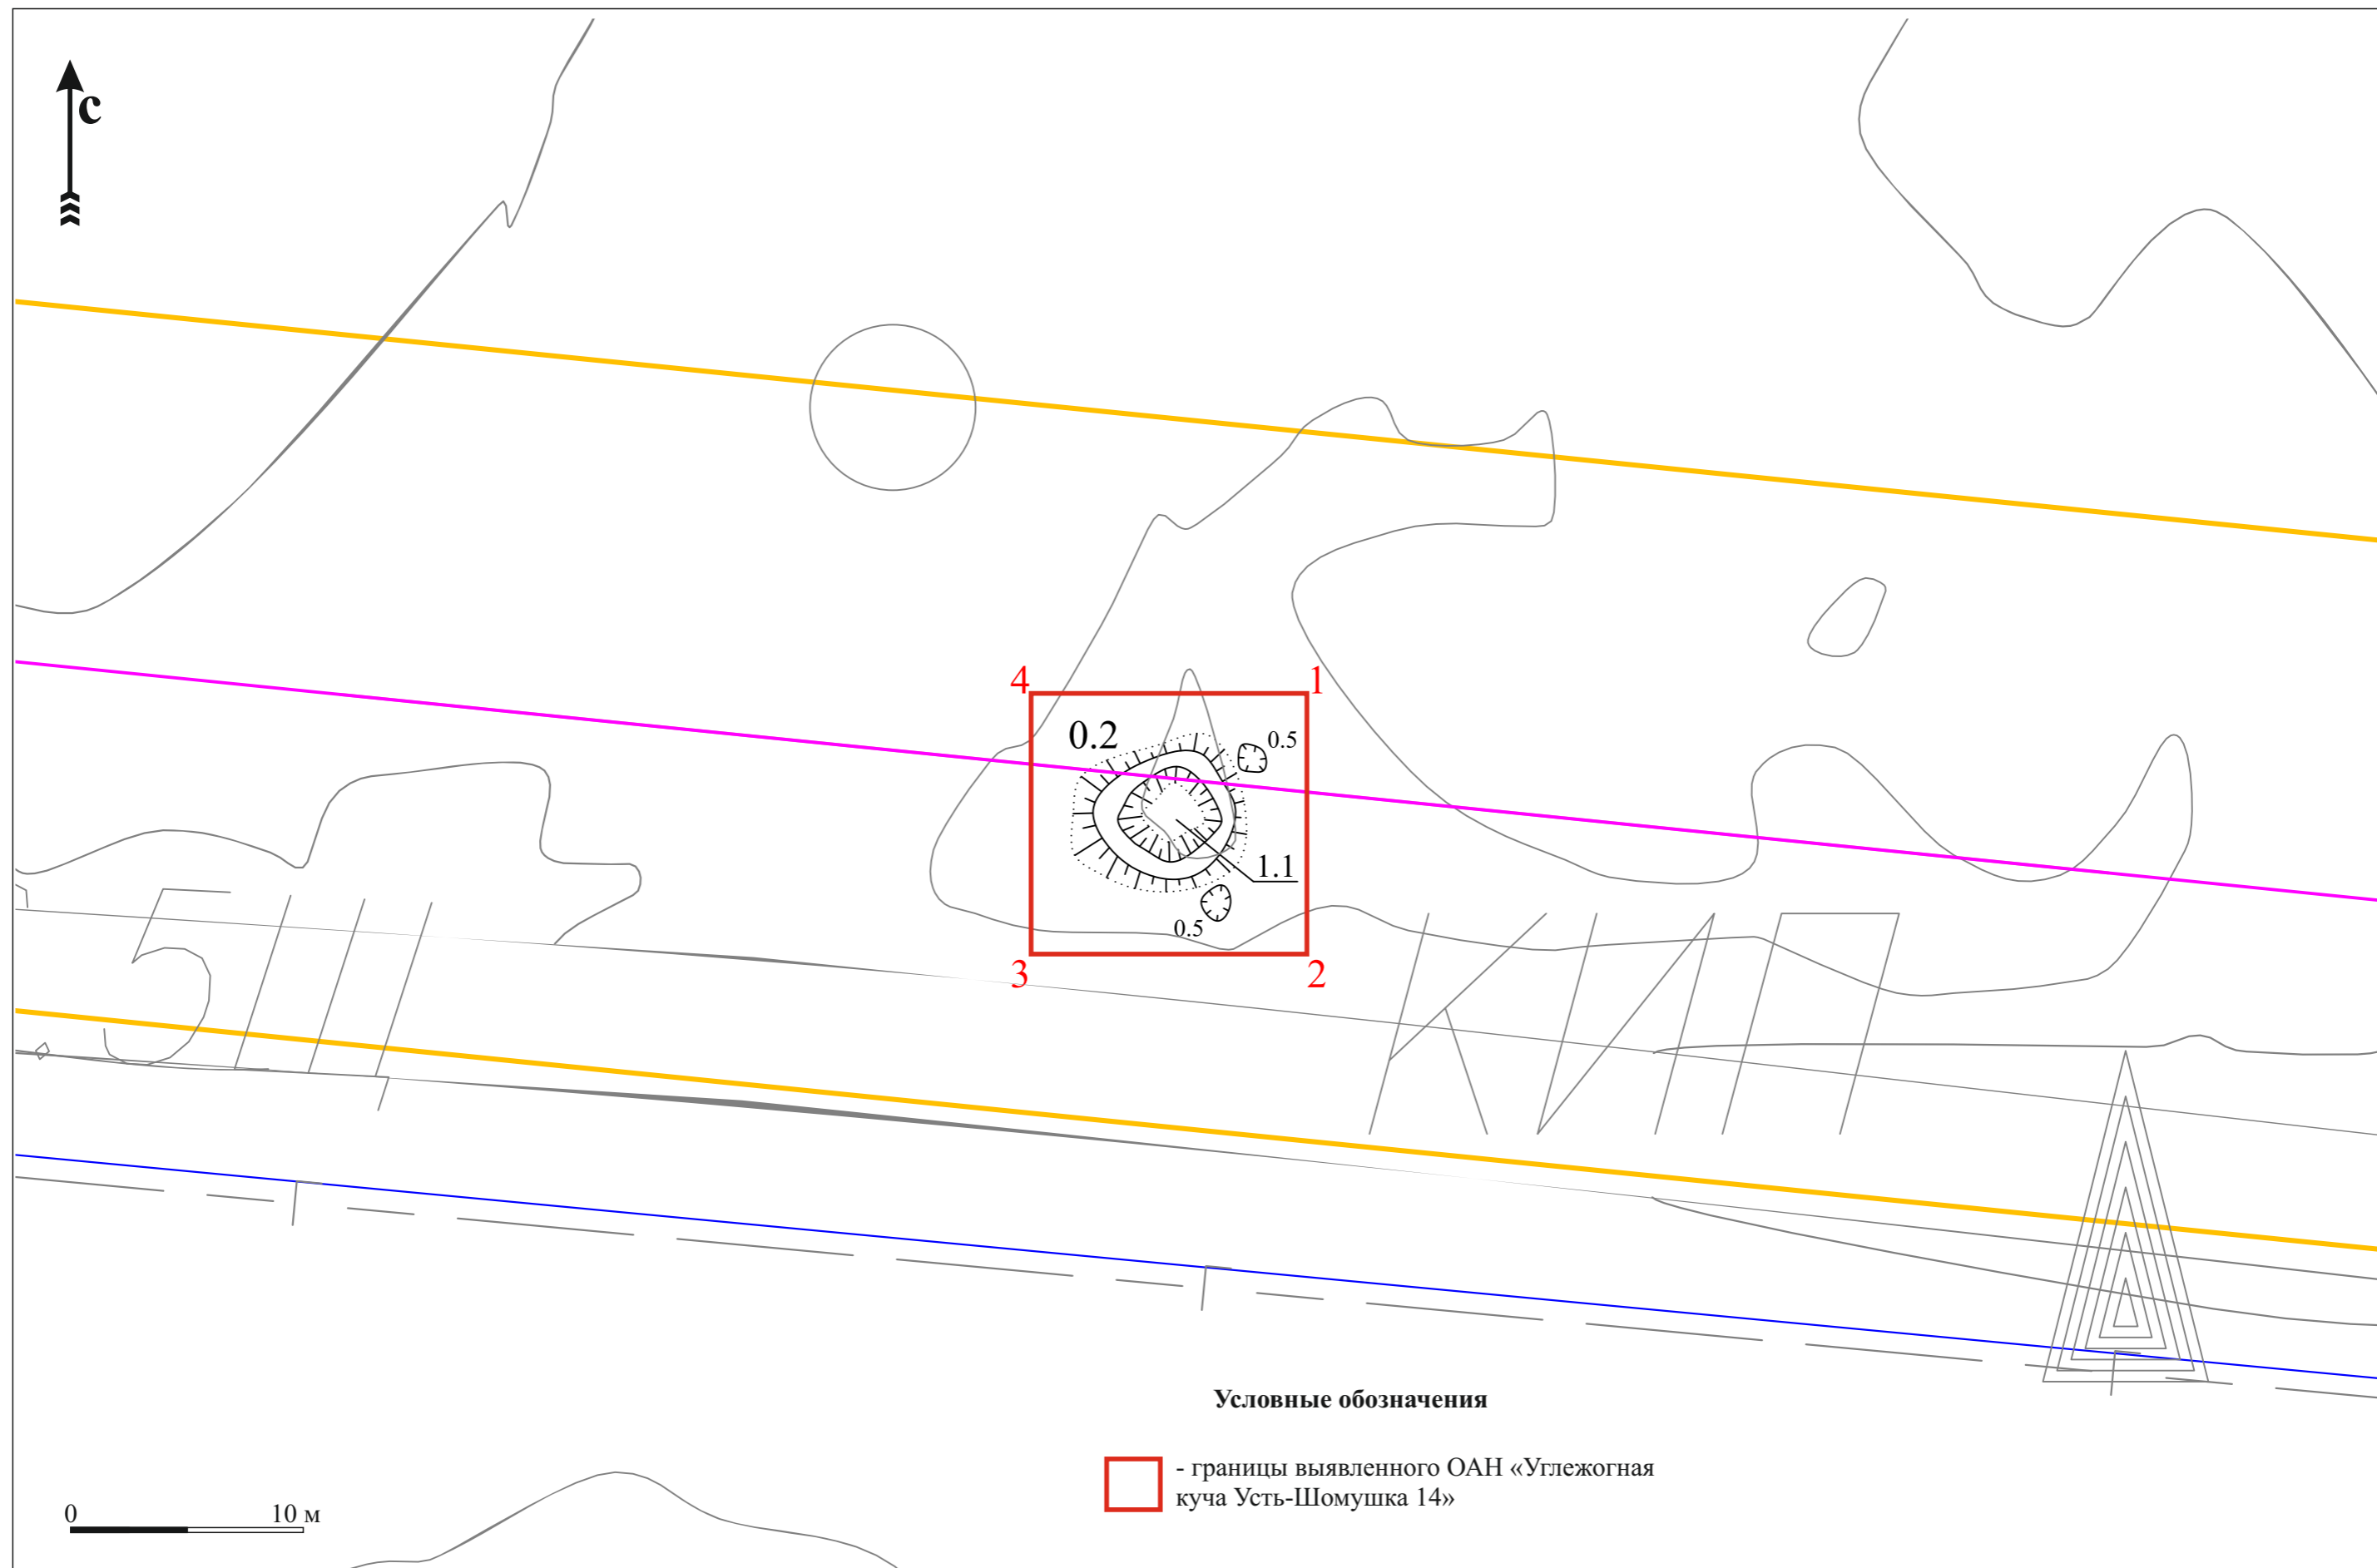 с
4
1
0.2
0.5
1.1
0.5
3
2
Условные обозначения
- границы выявленного ОАН «Углежогная
куча Усть-Шомушка 14»
0
10 м